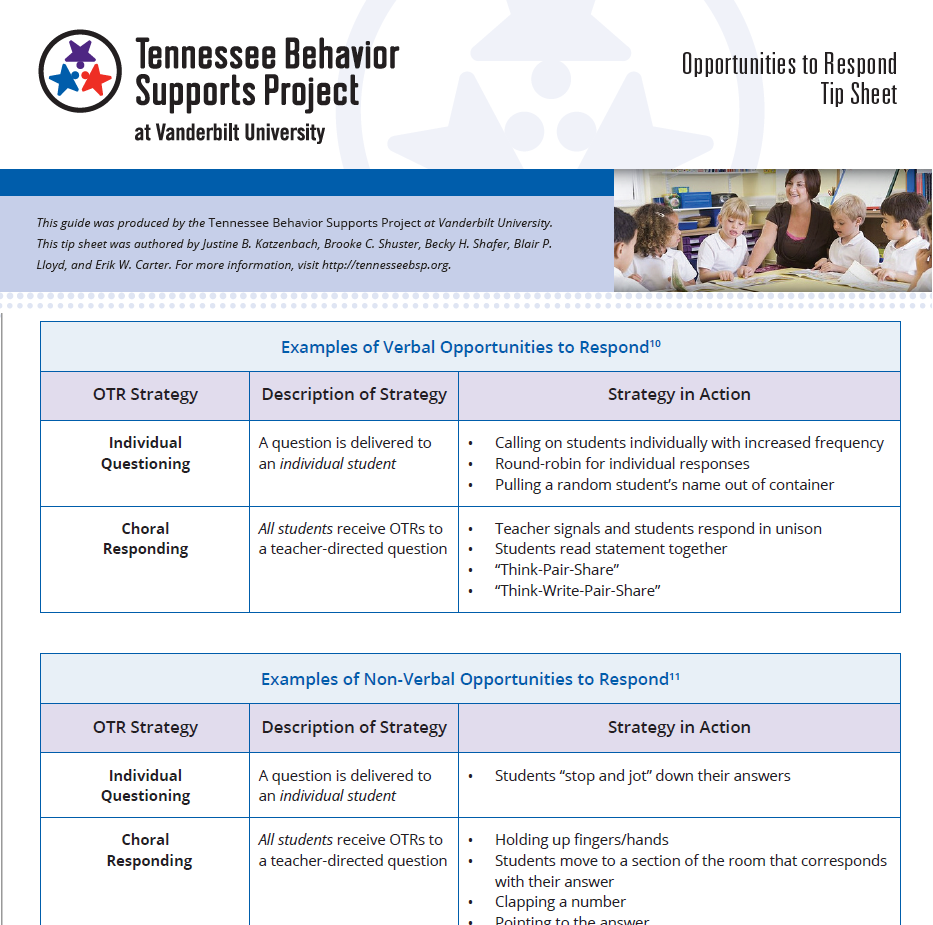 Tennessee Behavior
Supports Project
at Vanderbilt University
Opportunities to Respond
Tip Sheet
This guide was produced by the Tennessee Behavior Supports Project at Vanderbilt University.
This tip sheet was authored by Justine B. Katzenbach, Brooke C. Shuster, Becky H. Shafer, Blair P.
Lloyd, and Erik W. Carter. For more information, visit http://tennesseebsp.org.
Examples of Verbal Opportunities to Respond¹⁰
OTR Strategy
Description of Strategy
Strategy in Action
Individual
Questioning
A question is delivered to
an individual student
• Calling on students individually with increased frequency
• Round-robin for individual responses
• Pulling a random student’s name out of container
Choral
Responding
All students receive OTRs to
a teacher-directed question
• Teacher signals and students respond in unison
• Students read statement together
• “Think-Pair-Share”
• “Think-Write-Pair-Share”
Examples of Non-Verbal Opportunities to Respond¹¹
OTR Strategy
Description of Strategy
Strategy in Action
Individual
Questioning
A question is delivered to
an individual student
• Students “stop and jot” down their answers
Choral
Responding
All students receive OTRs to
a teacher-directed question
• Holding up fingers/hands
• Students move to a section of the room that corresponds
with their answer
• Clapping a number
• Pointing to the answer